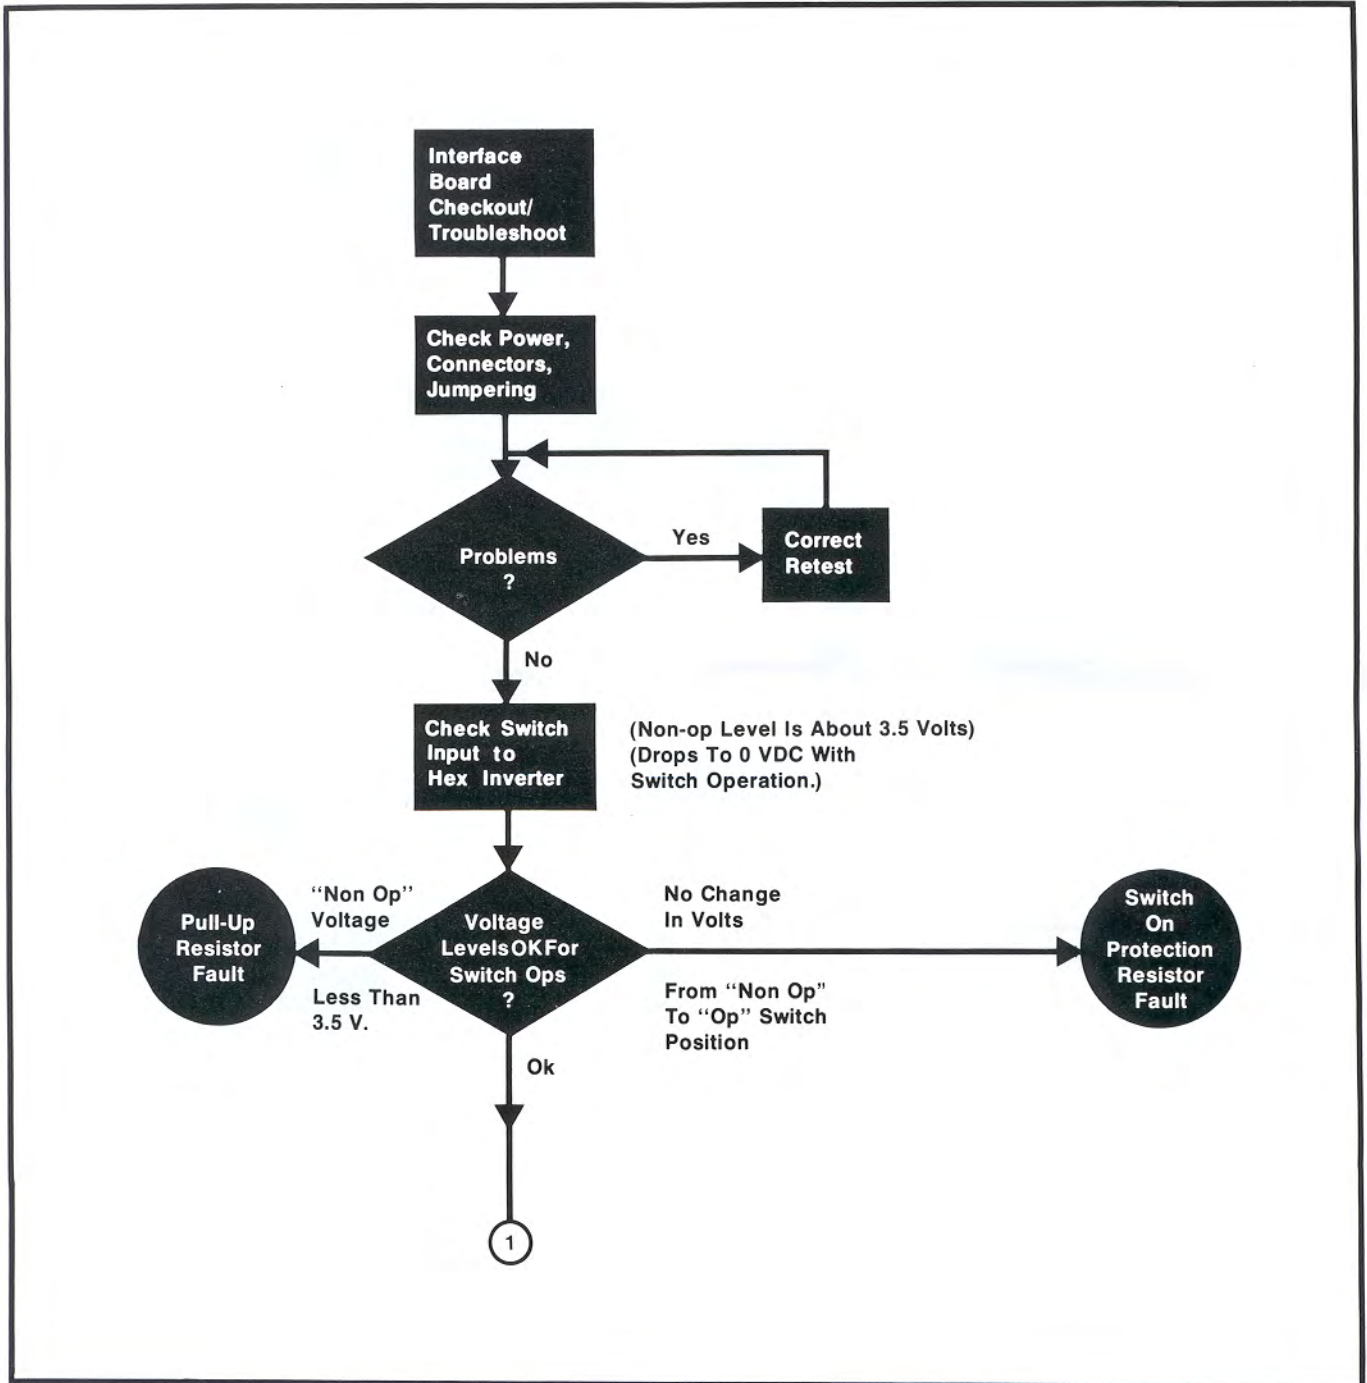 Interface
Board
Checkout/
Troubleshoot
Check Power,
Connectors,
Jumpering
Problems
?
Yes
Correct
Retest
No
Check Switch
Input to
Hex Inverter
(Non-op Level Is About 3.5 Volts)
(Drops To 0 VDC With
Switch Operation.)
Pull-Up
Resistor
Fault
"Non Op"
Voltage
Less Than
3.5 V.
Voltage
LevelsOKFor
Switch Ops
?
No Change
In Volts
From "Non Op"
To "Op" Switch
Position
Switch
On
Protection
Resistor
Fault
Ok
1